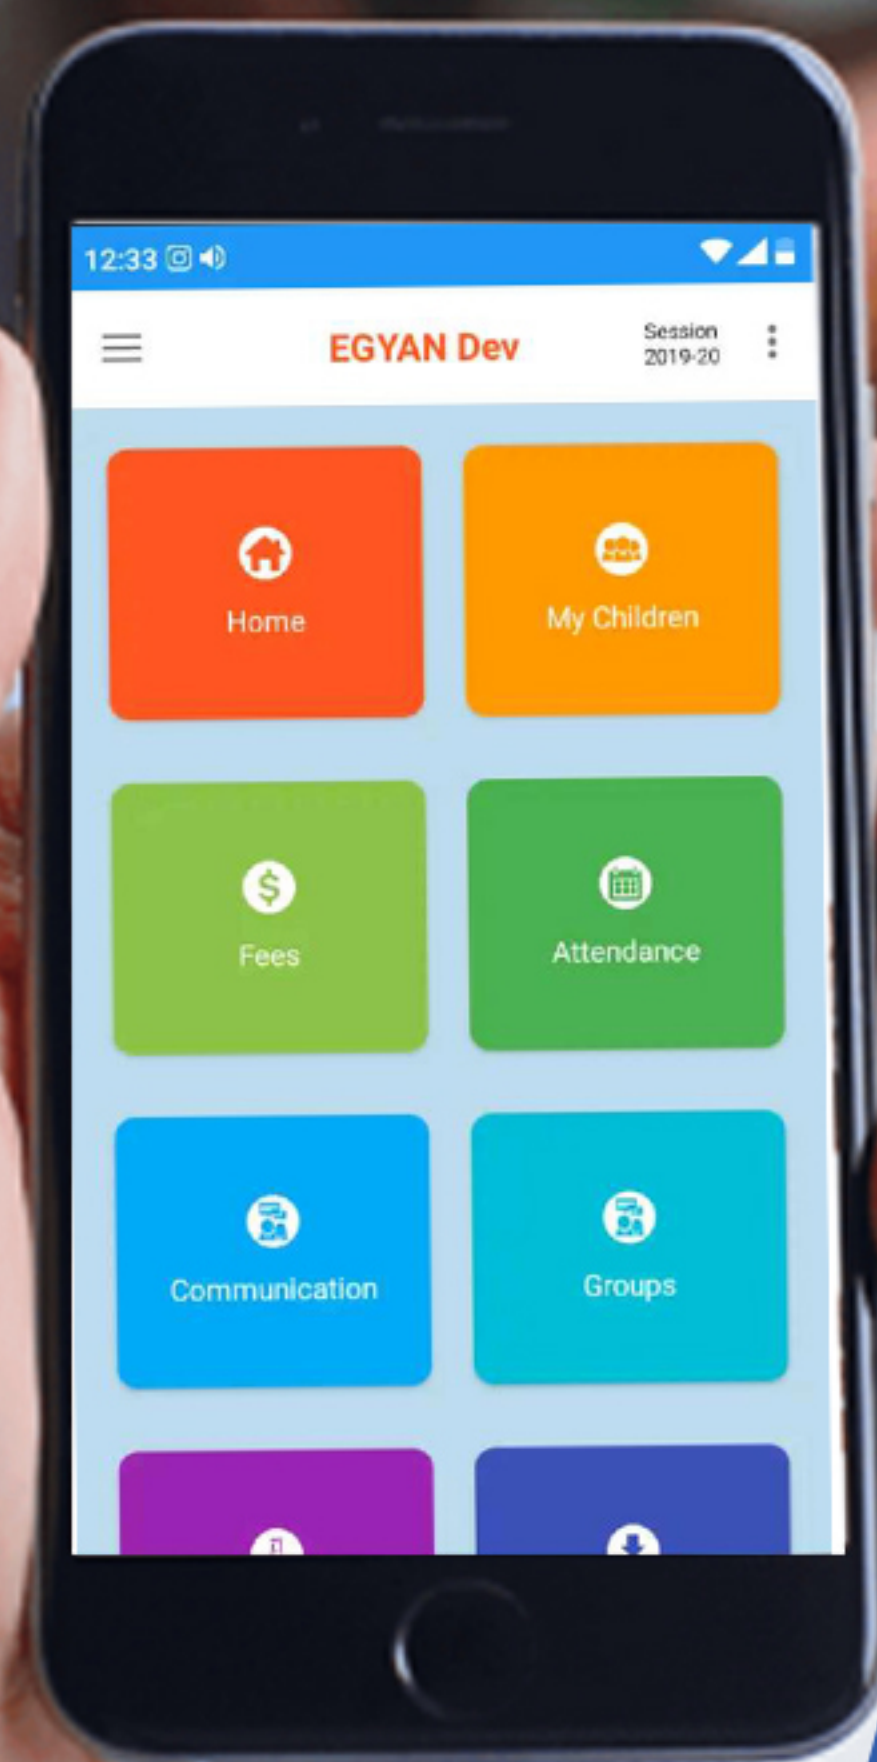 12:33
EGYAN Dev
Session
2019-20
Home
My Children
$
Fees
Attendance
Communication
Groups